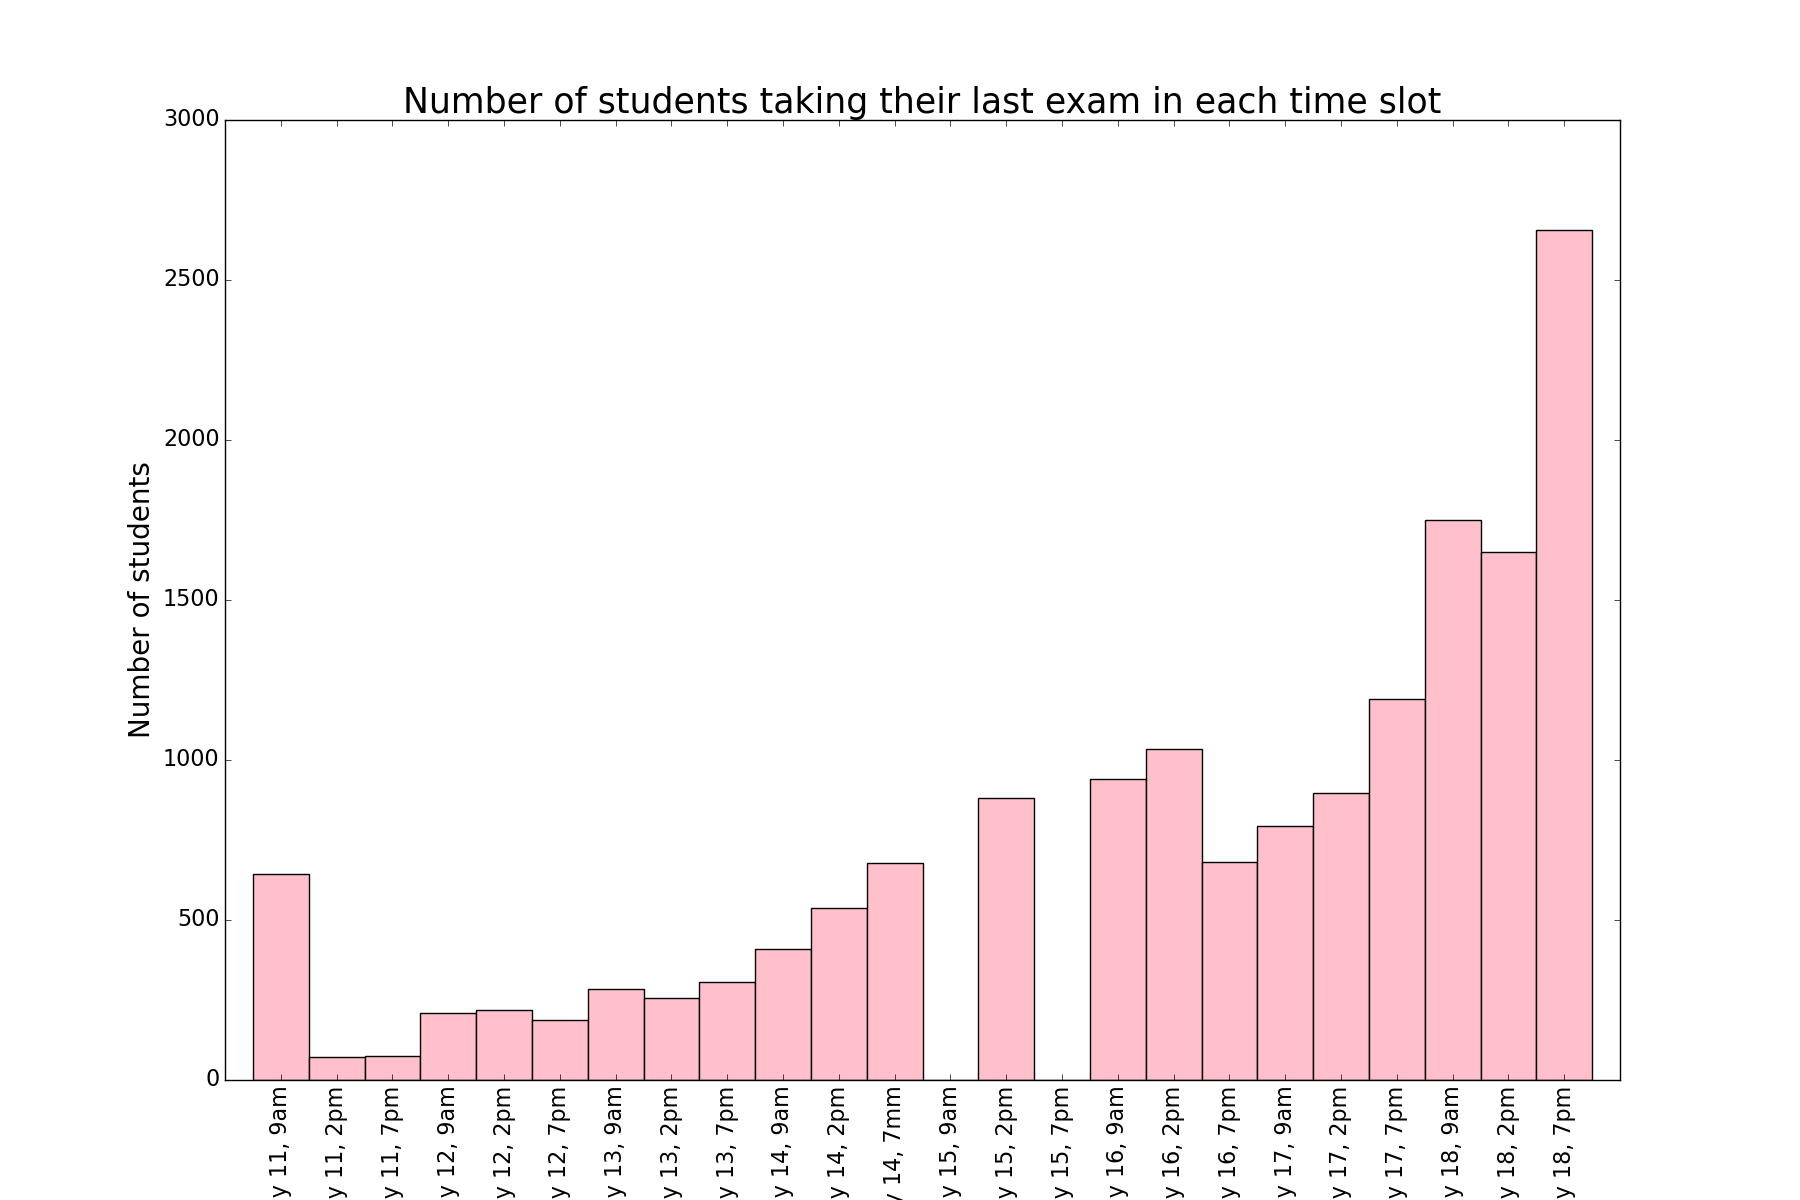 Number of students taking their last exam in each time slot
3000
2500
2000
1500
1000
500
0
Number of students
y 11, 9am
y 11, 2pm
y 11, 7pm
y 12, 9am
y 12, 2pm
y 12, 7pm
y 13, 9am
y 13, 2pm
y 13, 7pm
y 14, 9am
y 14, 2pm
y 14, 7mm
y 15, 9am
y 15, 2pm
y 15, 7pm
y 16, 9am
y 16, 2pm
y 16, 7pm
y 17, 9am
y 17, 2pm
y 17, 7pm
y 18, 9am
y 18, 2pm
y 18, 7pm